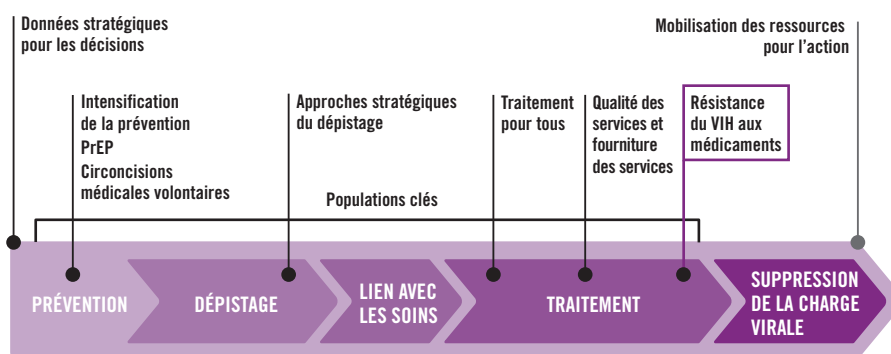 Données stratégiques
pour les décisions
Mobilisation des ressources
pour l'action
Intensification
de la prévention
PrEP
Circoncisions
médicales volontaires
Approches stratégiques
du dépistage
Traitement
pour tous
Qualité des
services et
fourniture
des services
Résistance
du VIH aux
médicaments
Populations clés
PRÉVENTION
DÉPISTAGE
LIEN AVEC
LES SOINS
TRAITEMENT
SUPPRESSION
DE LA CHARGE
VIRALE